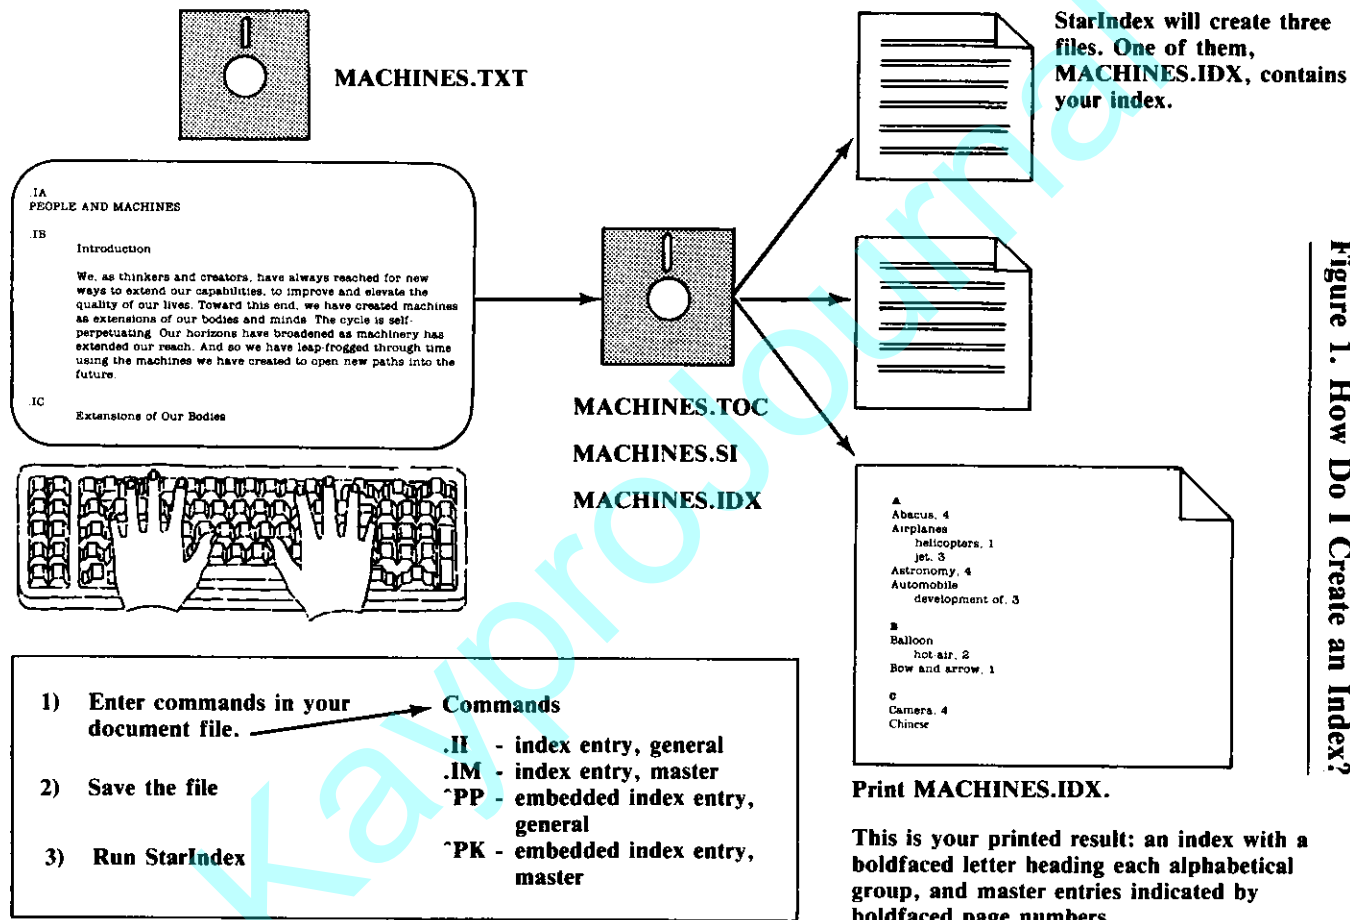 MACHINES.TXT
StarIndex will create three
files. One of them,
MACHINES.IDX, contains
your index.
.IA
PEOPLE AND MACHINES
.IB
Introduction
We, as thinkers and creators, have always reached for new
ways to extend our capabilities, to improve and elevate the
quality of our lives. Toward this end, we have created machines
as extensions of our bodies and minds. The cycle is self-
perpetuating. Our horizons have broadened as machinery has
extended our reach. And so we have leap-frogged through time
using the machines we have created to open new paths into the
future.
.IC
Extensions of Our Bodies
MACHINES.TOC
MACHINES.SI
MACHINES.IDX
A
Abacus, 4
Airplanes
helicopters, 1
jet, 3
Astronomy, 4
Automobile
development of, 3
B
Balloon
hot-air, 2
Bow and arrow, 1
C
Camera, 4
Chinese
Figure 1. How Do I Create an Index?
1) Enter commands in your
document file.
2) Save the file
3) Run StarIndex
Commands
.II - index entry, general
.IM - index entry, master
^PP - embedded index entry,
general
^PK - embedded index entry,
master
Print MACHINES.IDX.
This is your printed result: an index with a
boldfaced letter heading each alphabetical
group, and master entries indicated by
boldfaced page numbers.
KayproJournal